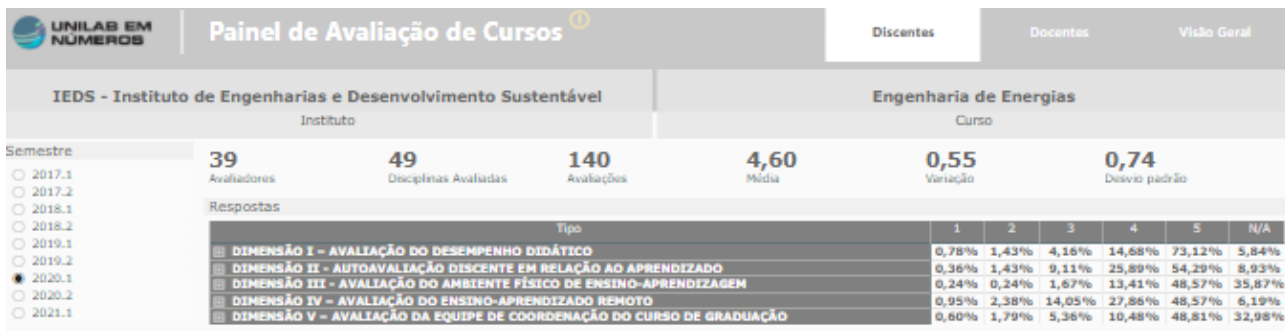 UNILAB EM
NÚMEROS
Painel de Avaliação de Cursos
Discentes
Docentes
Visão Geral
IEDS - Instituto de Engenharias e Desenvolvimento Sustentável
Instituto
Engenharia de Energias
Curso
Semestre
2017.1
2017.2
2018.1
2018.2
2019.1
2019.2
2020.1
2020.2
2021.1
39
Avaliadores
49
Disciplinas Avaliadas
140
Avaliações
4,60
Média
0,55
Variação
0,74
Desvio padrão
Respostas
Tipo 1 2 3 4 5 N/A
DIMENSÃO I – AVALIAÇÃO DO DESEMPENHO DIDÁTICO 0,78% 1,43% 4,16% 14,68% 73,12% 5,84%
DIMENSÃO II - AUTOAVALIAÇÃO DISCENTE EM RELAÇÃO AO APRENDIZADO 0,36% 1,43% 9,11% 25,89% 54,29% 8,93%
DIMENSÃO III - AVALIAÇÃO DO AMBIENTE FÍSICO DE ENSINO-APRENDIZAGEM 0,24% 0,24% 1,67% 13,41% 48,57% 35,87%
DIMENSÃO IV – AVALIAÇÃO DO ENSINO-APRENDIZADO REMOTO 0,95% 2,38% 14,05% 27,86% 48,57% 6,19%
DIMENSÃO V – AVALIAÇÃO DA EQUIPE DE COORDENAÇÃO DO CURSO DE GRADUAÇÃO 0,60% 1,79% 5,36% 10,48% 48,81% 32,98%